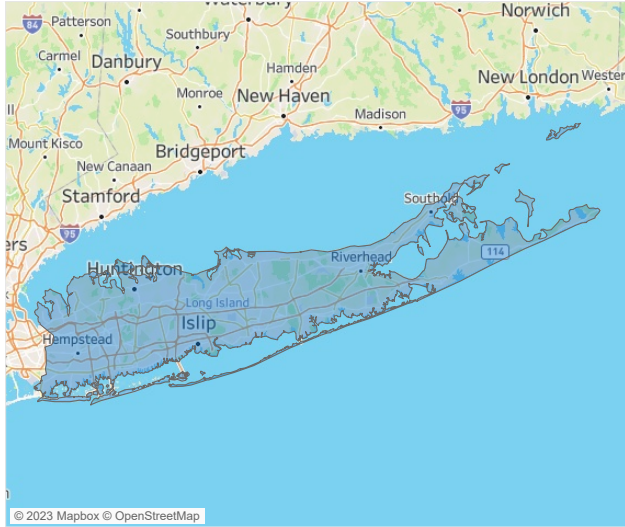 Norwich
84
Patterson
Southbury
Carmel
Danbury
Hamden
Monroe
New Haven
New London
Wester
95
Madison
Mount Kisco
Bridgeport
New Canaan
Stamford
95
Southold
ers
114
Riverhead
Huntington
Long Island
Islip
Hempstead
© 2023 Mapbox © OpenStreetMap